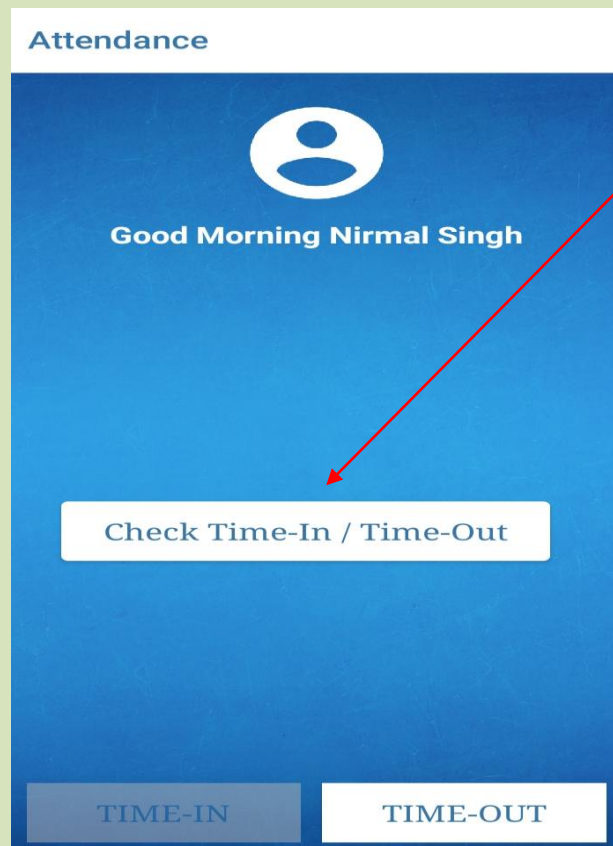 Attendance
Good Morning Nirmal Singh
Check Time-In / Time-Out
TIME-IN TIME-OUT